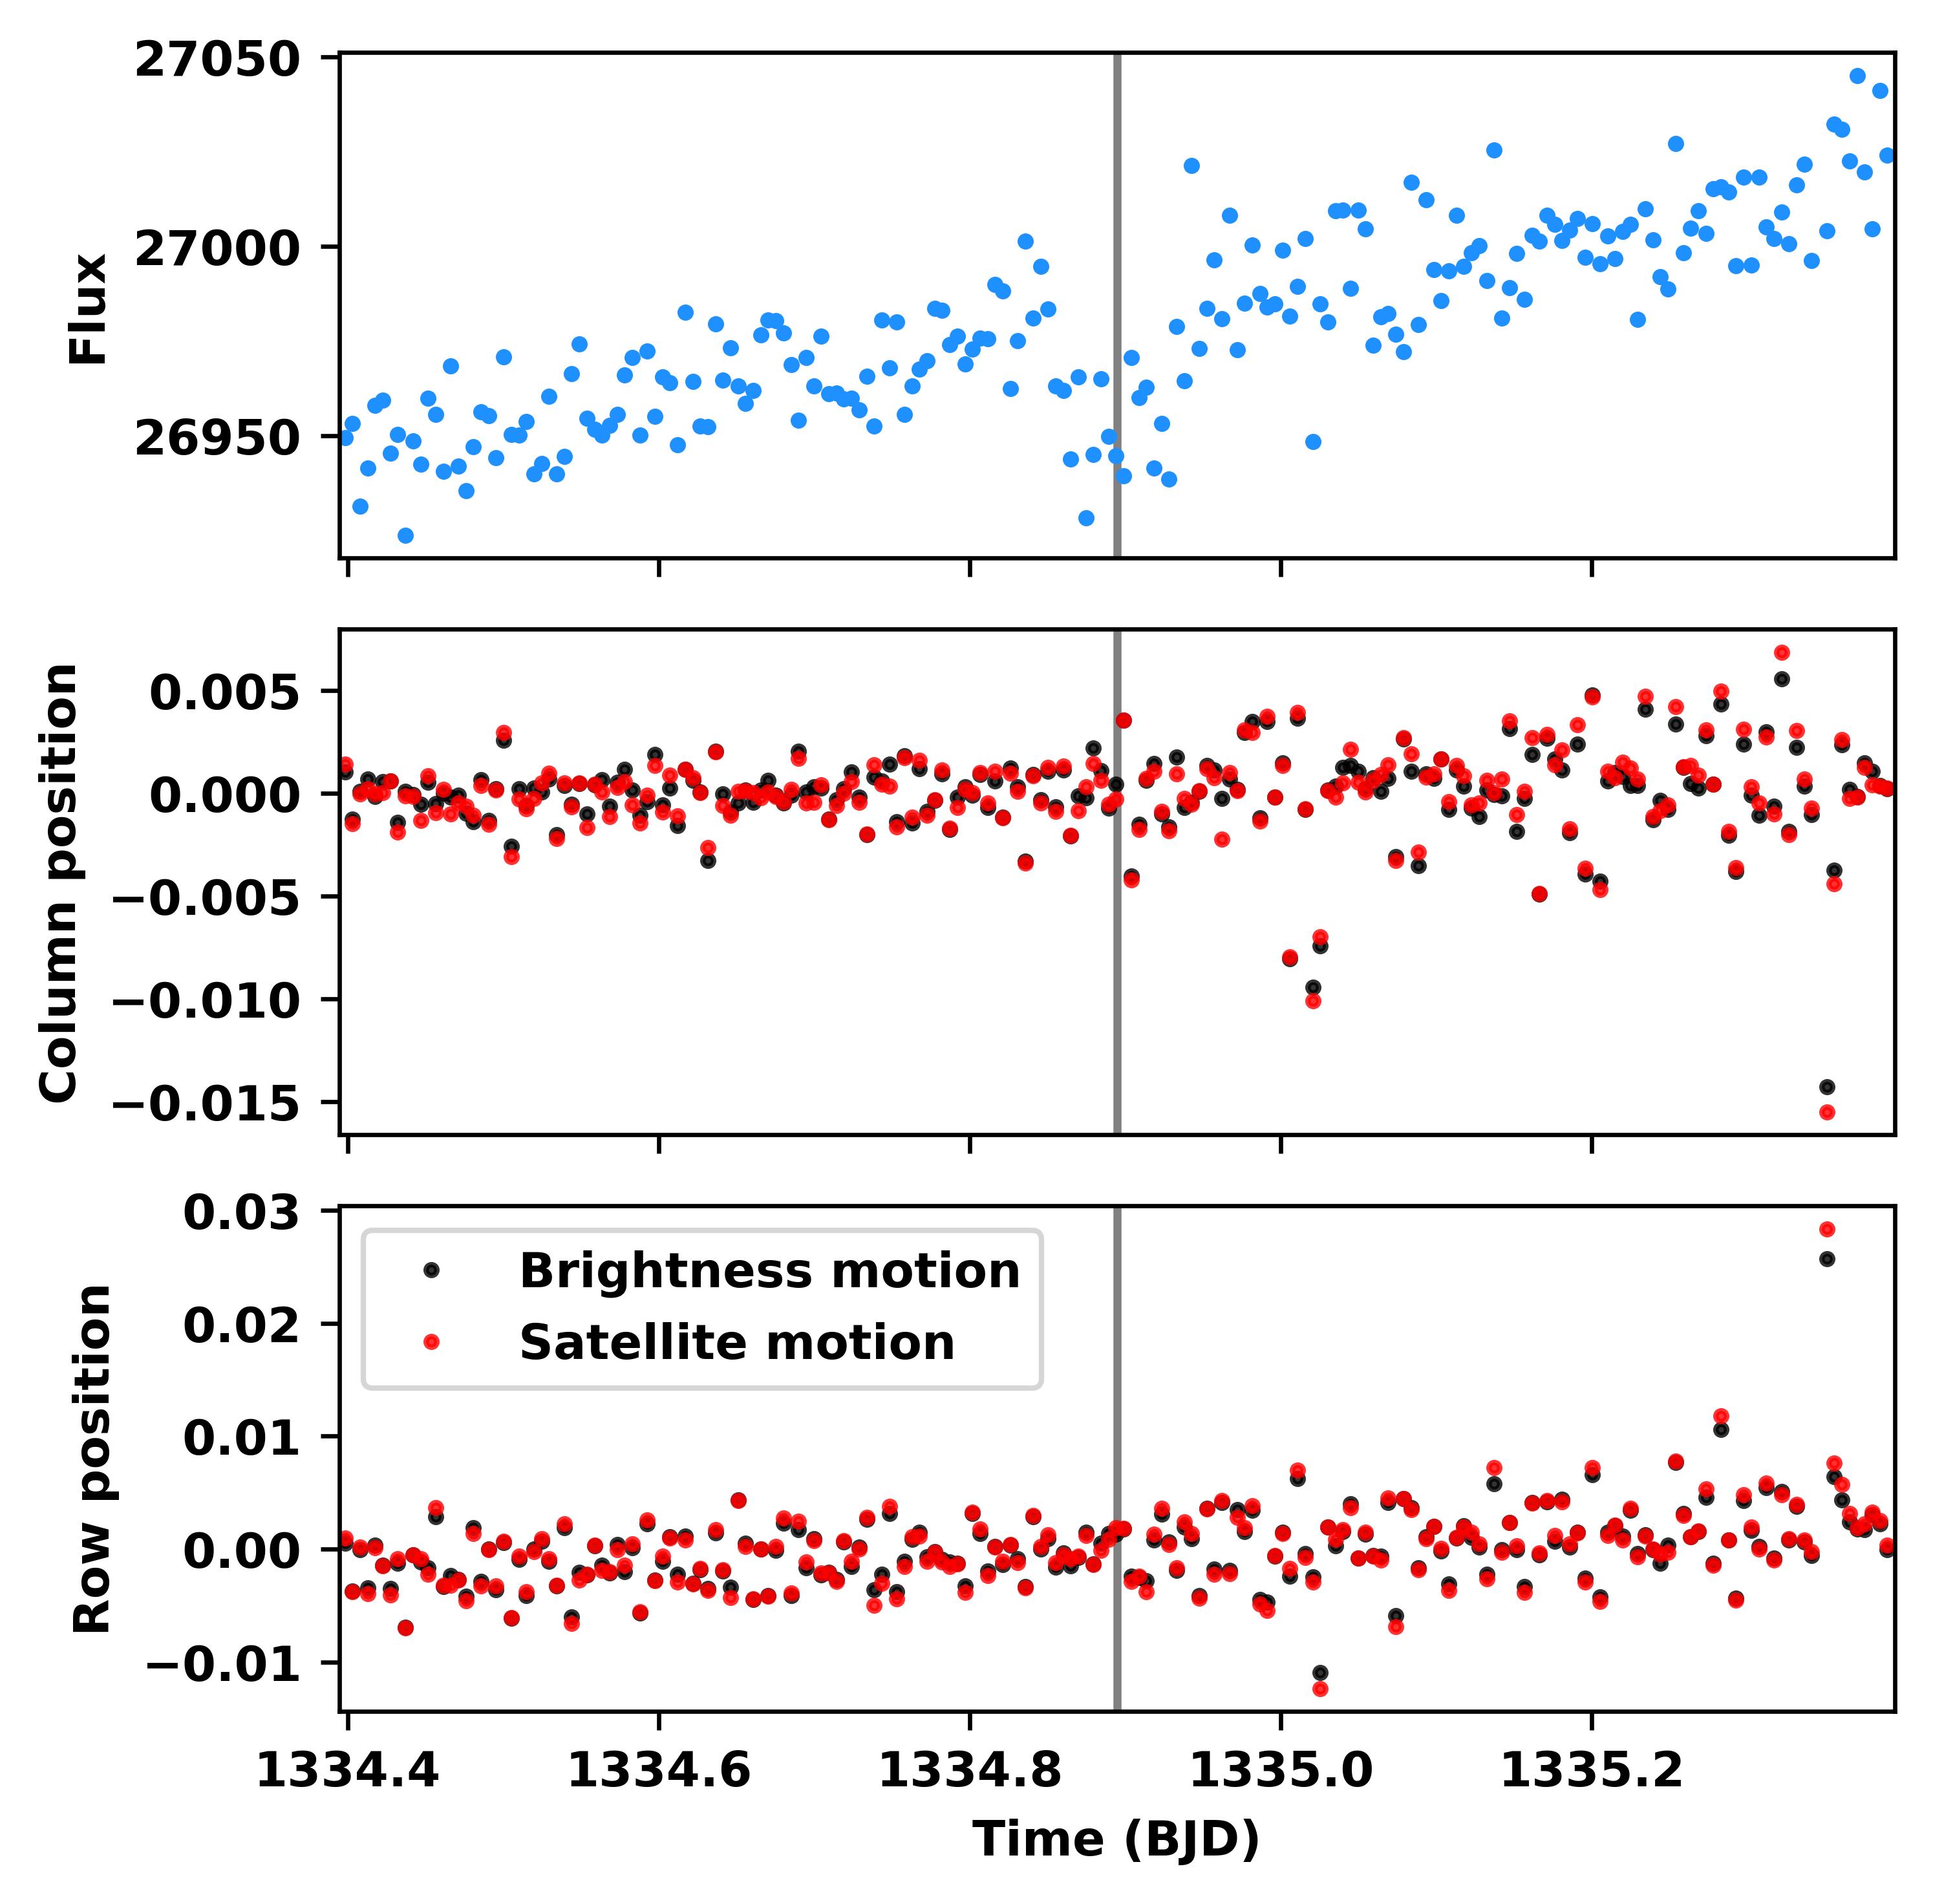 27050
27000
26950
Flux
0.005
0.000
−0.005
−0.010
−0.015
Column position
0.03
0.02
0.01
0.00
−0.01
Row position
Brightness motion
Satellite motion
1334.4 1334.6 1334.8 1335.0 1335.2
Time (BJD)